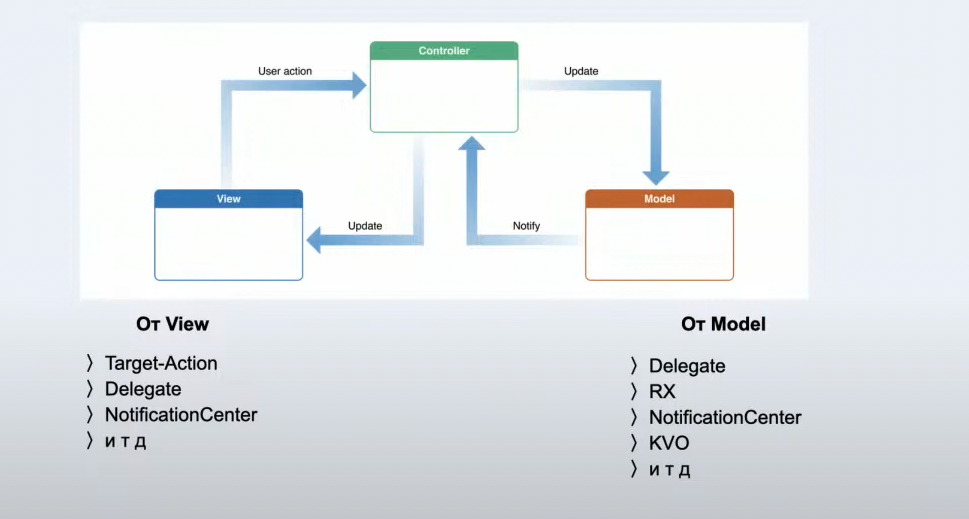 Controller
User action
Update
View
Model
Update
Notify
От View
〉 Target-Action
〉 Delegate
〉 NotificationCenter
〉 и т д
От Model
〉 Delegate
〉 RX
〉 NotificationCenter
〉 KVO
〉 и т д